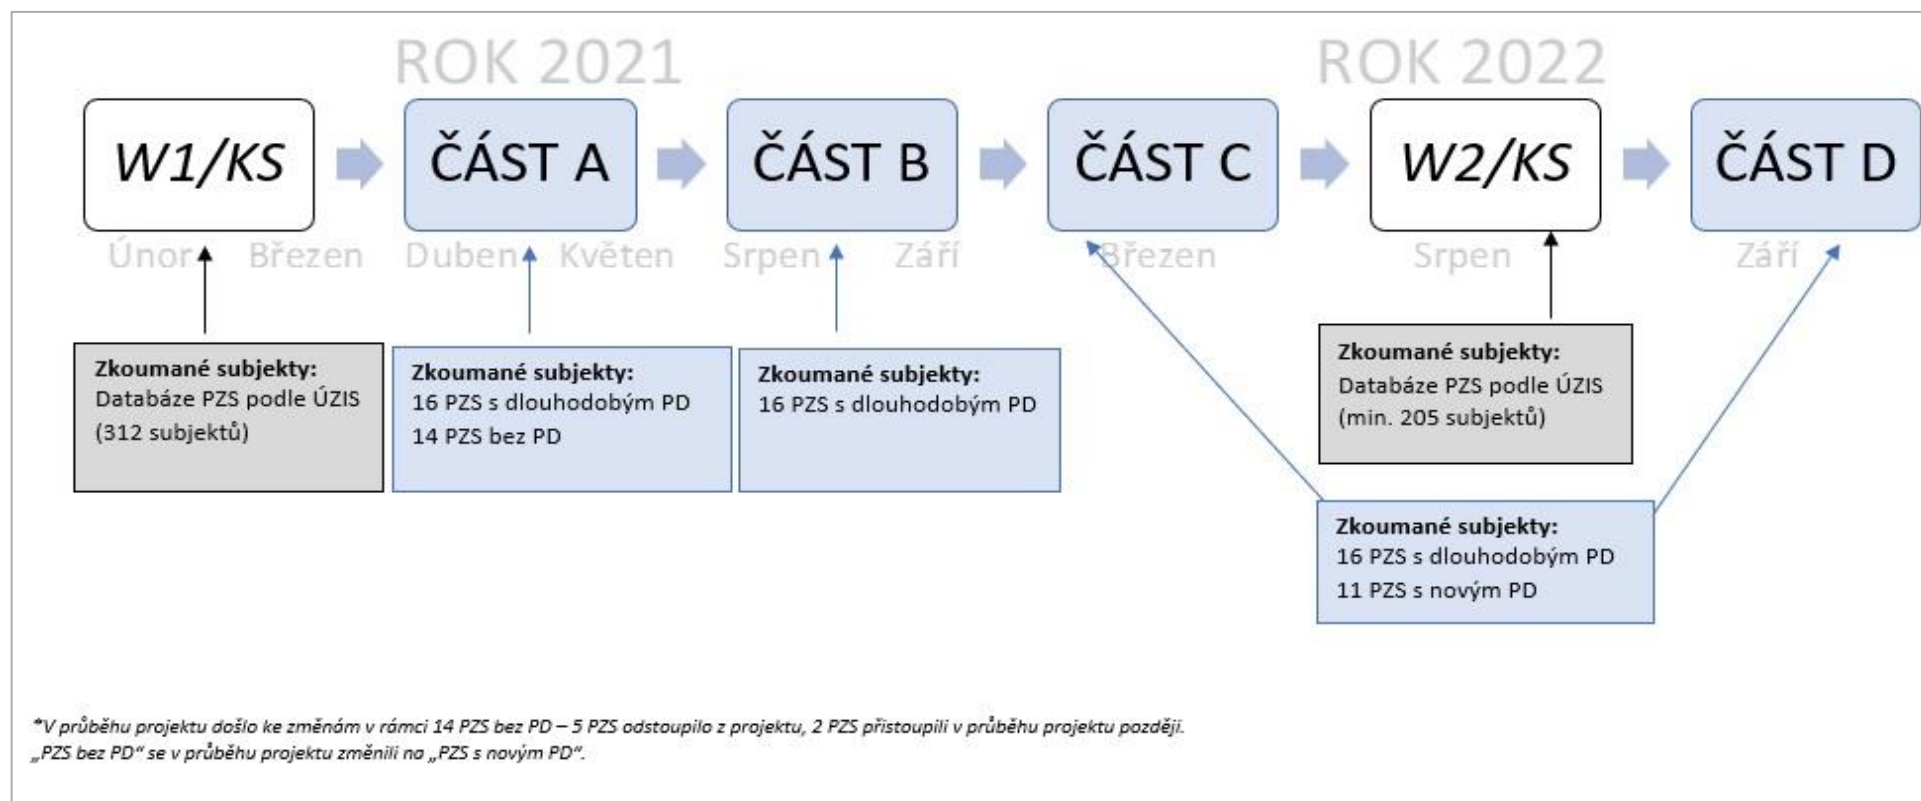 ROK 2021
ROK 2022
W1/KS
ČÁST A
ČÁST B
ČÁST C
W2/KS
ČÁST D
Únor
Březen
Duben
Květen
Srpen
Září
Březen
Srpen
Září
Zkoumané subjekty:
Databáze PZS podle ÚZIS
(312 subjektů)
Zkoumané subjekty:
16 PZS s dlouhodobým PD
14 PZS bez PD
Zkoumané subjekty:
16 PZS s dlouhodobým PD
Zkoumané subjekty:
Databáze PZS podle ÚZIS
(min. 205 subjektů)
Zkoumané subjekty:
16 PZS s dlouhodobým PD
11 PZS s novým PD
*V průběhu projektu došlo ke změnám v rámci 14 PZS bez PD – 5 PZS odstoupilo z projektu, 2 PZS přistoupili v průběhu projektu později.
„PZS bez PD“ se v průběhu projektu změnili na „PZS s novým PD“.